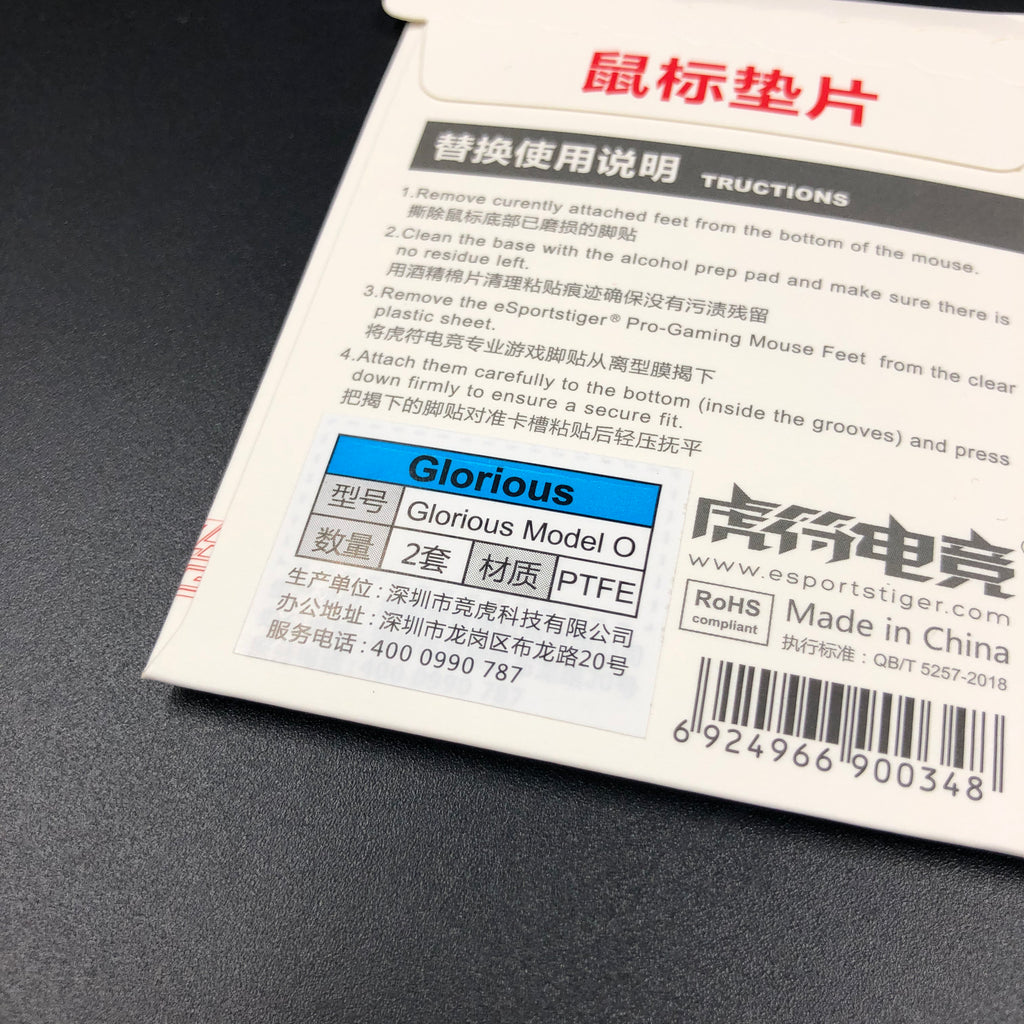 鼠标垫片
替换使用说明 TRUCTIONS
1.Remove curently attached feet from the bottom of the mouse.
撕除鼠标底部已磨损的脚贴
2.Clean the base with the alcohol prep pad and make sure there is
no residue left.
用酒精棉片清理粘贴痕迹确保没有污渍残留
3.Remove the eSportstiger® Pro-Gaming Mouse Feet from the clear
plastic sheet.
将虎符电竞专业游戏脚贴从离型膜揭下
4.Attach them carefully to the bottom (inside the grooves) and press
down firmly to ensure a secure fit.
把揭下的脚贴对准卡槽粘贴后轻压抚平
Glorious
型号 Glorious Model O
数量 2套 材质 PTFE
生产单位:深圳市竞虎科技有限公司
办公地址:深圳市龙岗区布龙路20号
服务电话:400 0990 787
虎符电竞
www.esportstiger.com
RoHS
compliant
Made in China
执行标准:QB/T 5257-2018
6 924966 900348